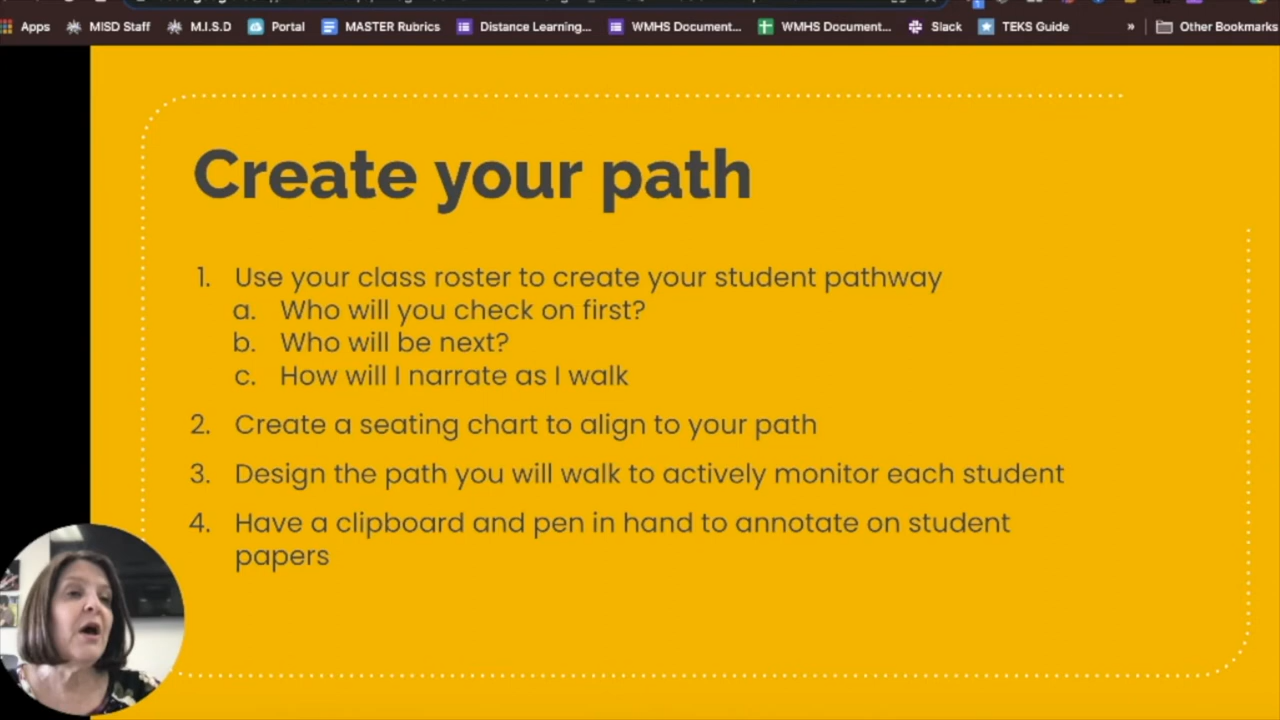 Apps MISD Staff M.I.S.D Portal MASTER Rubrics Distance Learning... WMHS Document... WMHS Document... Slack TEKS Guide » Other Bookmarks
Create your path
1. Use your class roster to create your student pathway
a. Who will you check on first?
b. Who will be next?
c. How will I narrate as I walk
2. Create a seating chart to align to your path
3. Design the path you will walk to actively monitor each student
4. Have a clipboard and pen in hand to annotate on student
papers